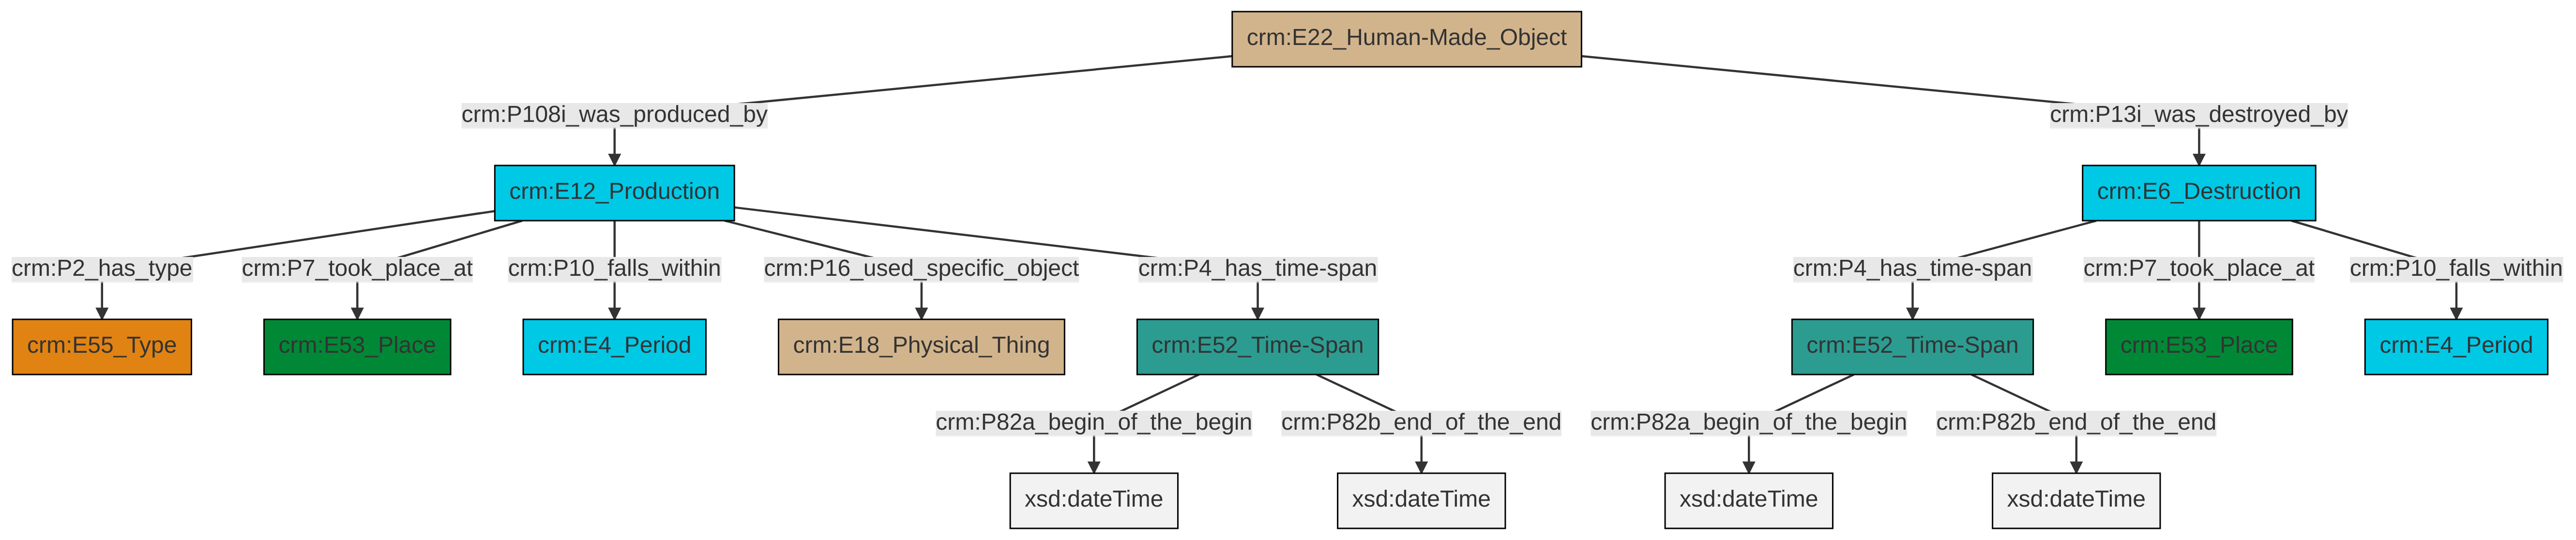 crm:E22_Human-Made_Object
crm:P108i_was_produced_by
crm:P13i_was_destroyed_by
crm:E12_Production
crm:E6_Destruction
crm:P2_has_type
crm:P7_took_place_at
crm:P10_falls_within
crm:P16_used_specific_object
crm:P4_has_time-span
crm:P4_has_time-span
crm:P7_took_place_at
crm:P10_falls_within
crm:E55_Type
crm:E53_Place
crm:E4_Period
crm:E18_Physical_Thing
crm:E52_Time-Span
crm:E52_Time-Span
crm:E53_Place
crm:E4_Period
crm:P82a_begin_of_the_begin
crm:P82b_end_of_the_end
crm:P82a_begin_of_the_begin
crm:P82b_end_of_the_end
xsd:dateTime
xsd:dateTime
xsd:dateTime
xsd:dateTime